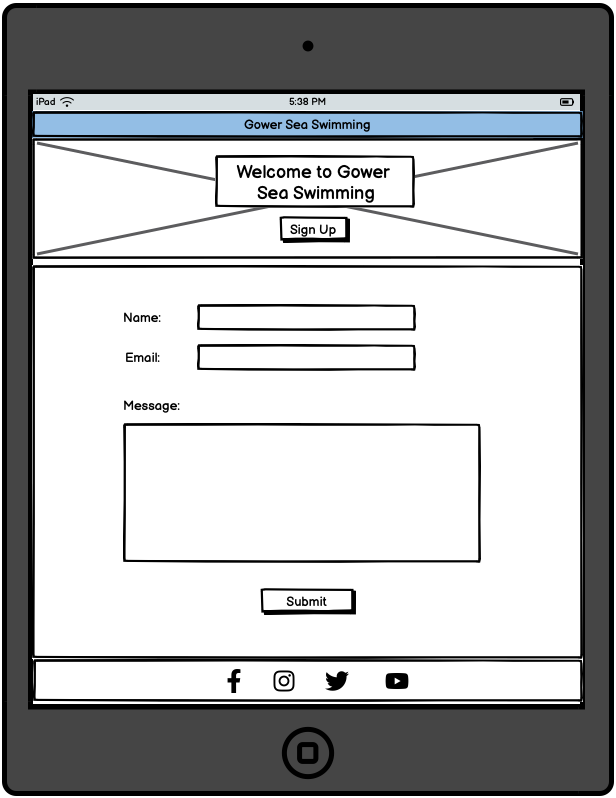 iPad 5:38 PM
Gower Sea Swimming
Welcome to Gower
Sea Swimming
Sign Up
Name:
Email:
Message:
Submit